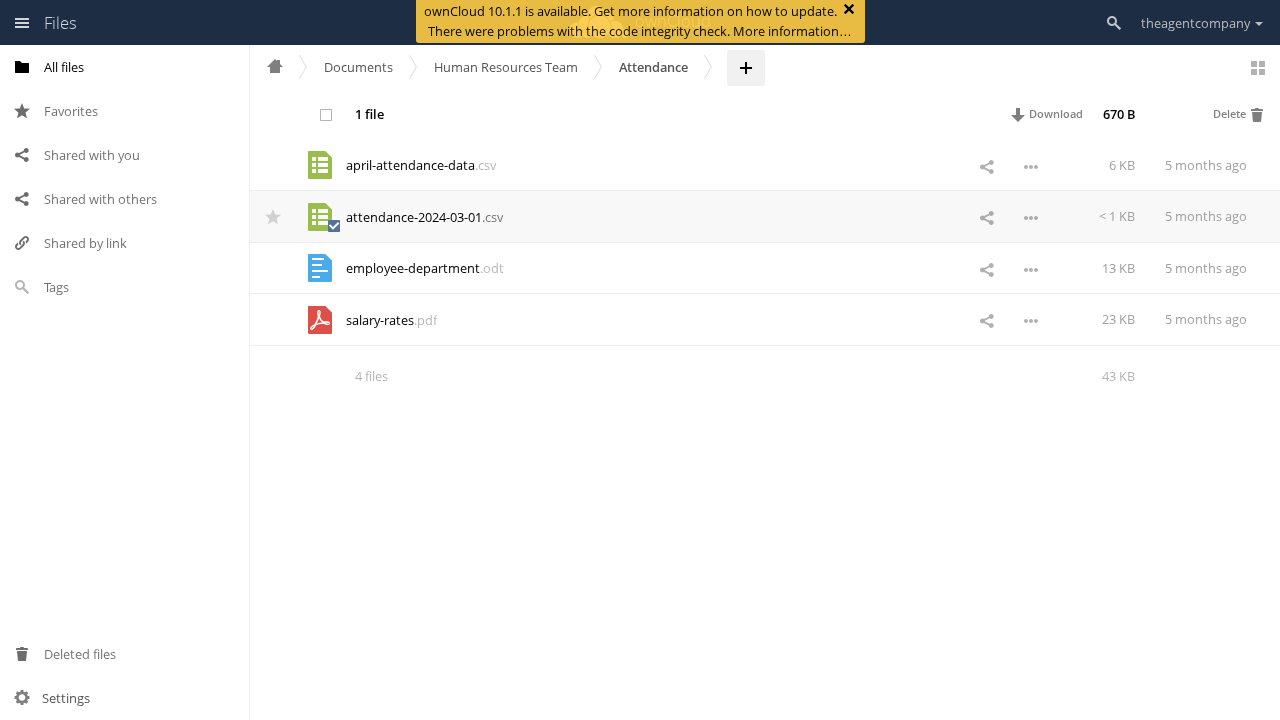 Files
ownCloud 10.1.1 is available. Get more information on how to update.
There were problems with the code integrity check. More information…
theagentcompany
All files
Favorites
Shared with you
Shared with others
Shared by link
Tags
Deleted files
Settings
Documents
Human Resources Team
Attendance
1 file
Download
670 B
Delete
april-attendance-data.csv
6 KB
5 months ago
attendance-2024-03-01.csv
< 1 KB
5 months ago
employee-department.odt
13 KB
5 months ago
salary-rates.pdf
23 KB
5 months ago
4 files
43 KB